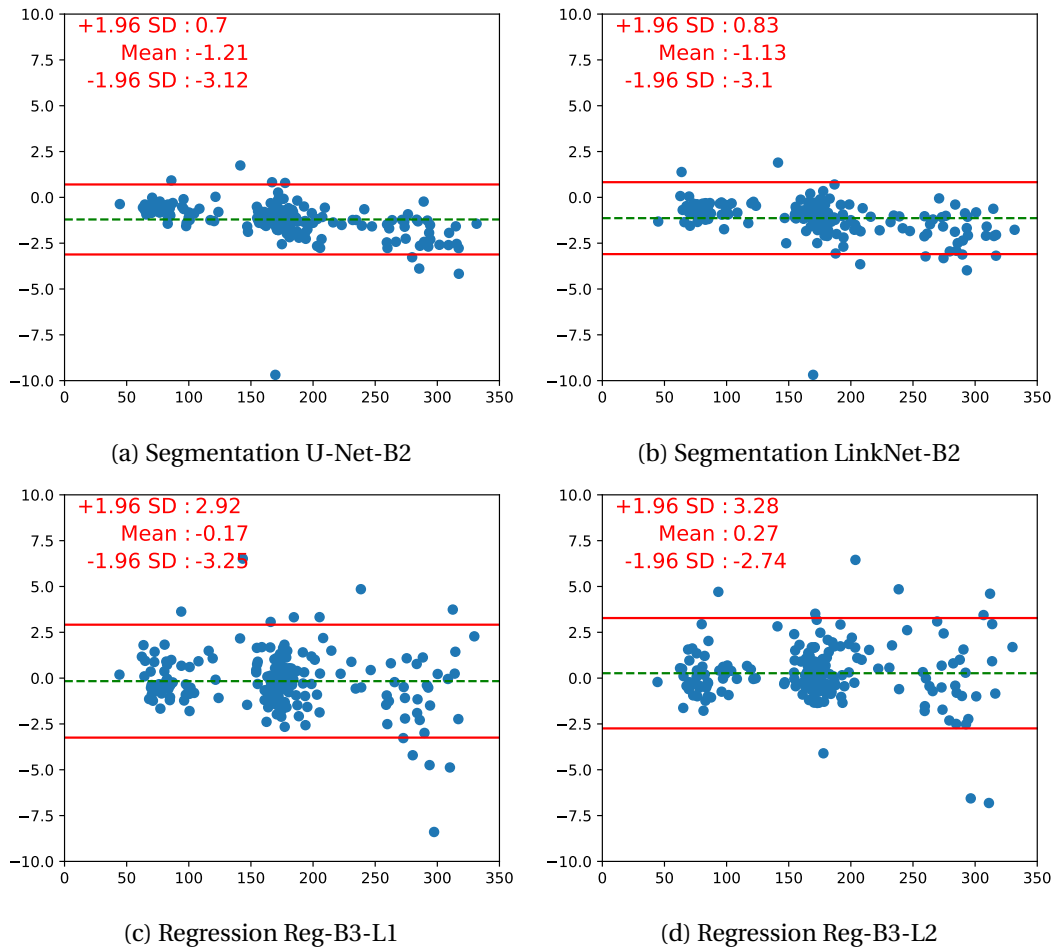 +1.96 SD : 0.7
Mean : -1.21
-1.96 SD : -3.12
10.0
7.5
5.0
2.5
0.0
−2.5
−5.0
−7.5
−10.0
0 50 100 150 200 250 300 350
(a) Segmentation U-Net-B2
+1.96 SD : 0.83
Mean : -1.13
-1.96 SD : -3.1
10.0
7.5
5.0
2.5
0.0
−2.5
−5.0
−7.5
−10.0
0 50 100 150 200 250 300 350
(b) Segmentation LinkNet-B2
+1.96 SD : 2.92
Mean : -0.17
-1.96 SD : -3.25
10.0
7.5
5.0
2.5
0.0
−2.5
−5.0
−7.5
−10.0
0 50 100 150 200 250 300 350
(c) Regression Reg-B3-L1
+1.96 SD : 3.28
Mean : 0.27
-1.96 SD : -2.74
10.0
7.5
5.0
2.5
0.0
−2.5
−5.0
−7.5
−10.0
0 50 100 150 200 250 300 350
(d) Regression Reg-B3-L2